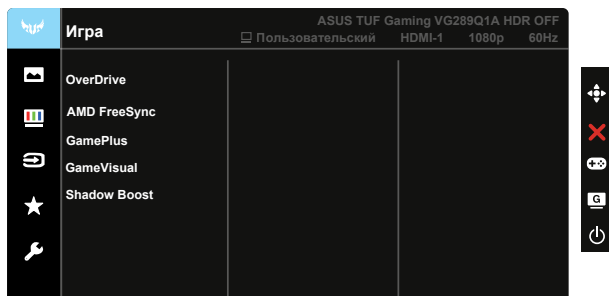 ASUS TUF Gaming VG289Q1A HDR OFF
Игра
Пользовательский HDMI-1 1080p 60Hz
OverDrive
AMD FreeSync
GamePlus
GameVisual
Shadow Boost
G